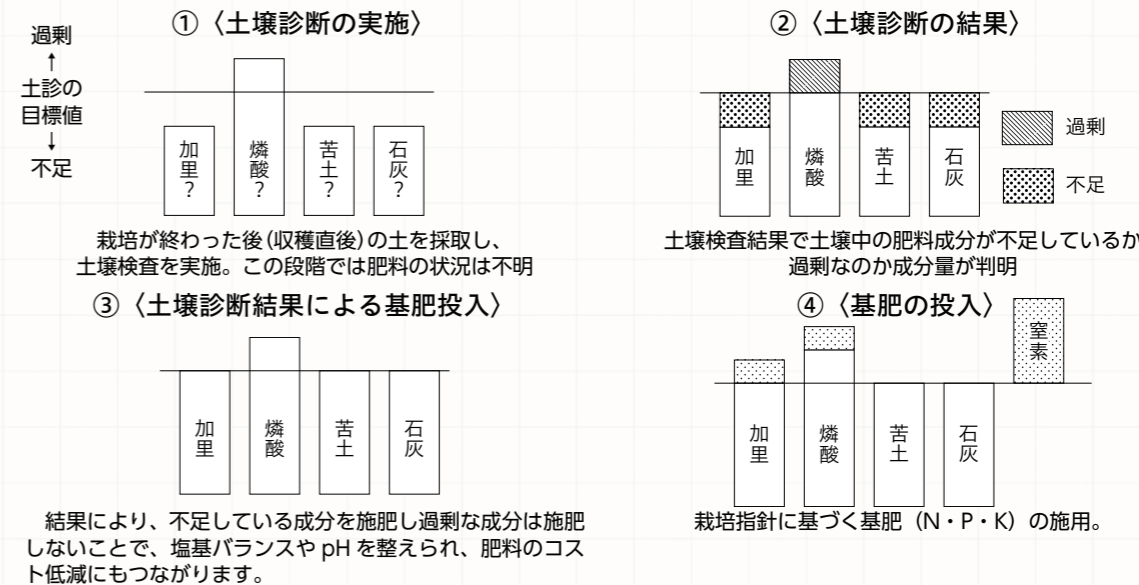 ①〈土壌診断の実施〉
過剰
↑
土診の
目標値
↓
不足
加里?
燐酸?
苦土?
石灰?
栽培が終わった後(収穫直後)の土を採取し、
土壌検査を実施。この段階では肥料の状況は不明
②〈土壌診断の結果〉
加里
燐酸
苦土
石灰
過剰
不足
土壌検査結果で土壌中の肥料成分が不足しているか
過剰なのか成分量が判明
③〈土壌診断結果による基肥投入〉
加里
燐酸
苦土
石灰
結果により、不足している成分を施肥し過剰な成分は施肥
しないことで、塩基バランスや pH を整えられ、肥料のコス
ト低減にもつながります。
④〈基肥の投入〉
窒素
加里
燐酸
苦土
石灰
栽培指針に基づく基肥(N・P・K)の施用。